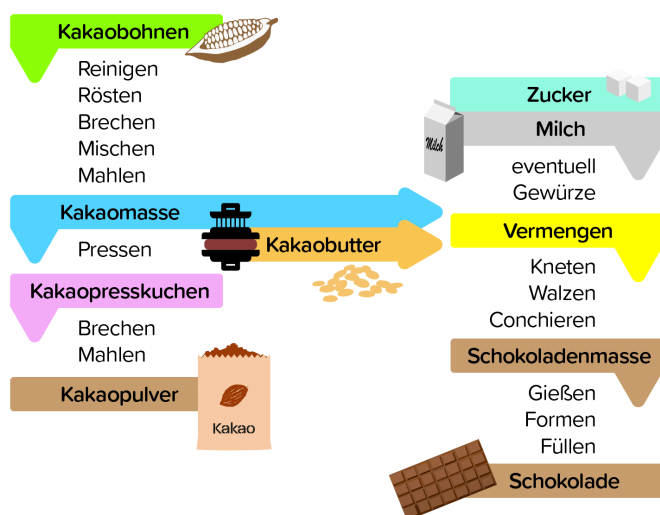 Kakaobohnen
Reinigen
Rösten
Brechen
Mischen
Mahlen
Kakaomasse
Pressen
Kakaobutter
Kakaopresskuchen
Brechen
Mahlen
Kakaopulver
Kakao
Zucker
Milch
Milch
eventuell
Gewürze
Vermengen
Kneten
Walzen
Conchieren
Schokoladenmasse
Gießen
Formen
Füllen
Schokolade